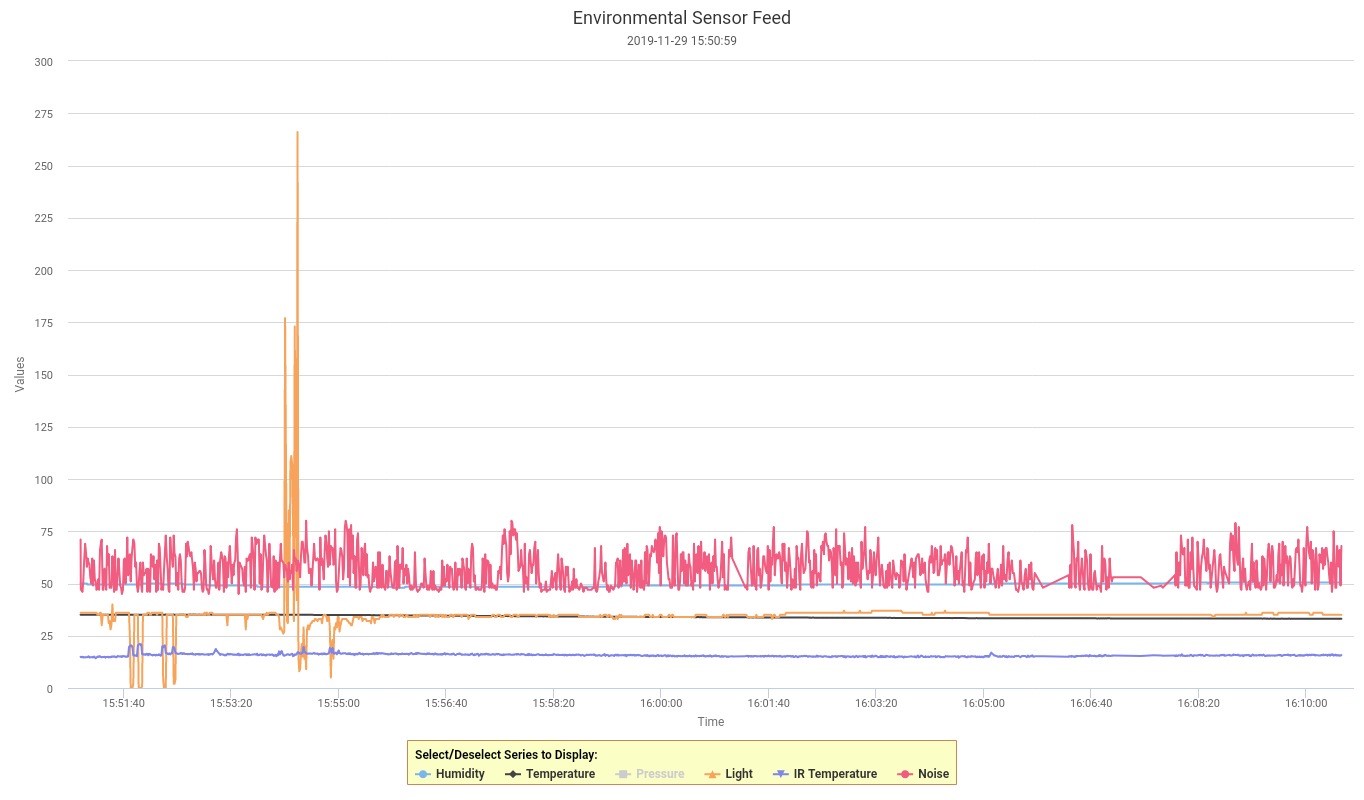 Environmental Sensor Feed
2019-11-29 15:50:59
300
275
250
225
200
175
150
125
100
75
50
25
0
Values
15:51:40 15:53:20 15:55:00 15:56:40 15:58:20 16:00:00 16:01:40 16:03:20 16:05:00 16:06:40 16:08:20 16:10:00
Time
Select/Deselect Series to Display:
Humidity Temperature Pressure Light IR Temperature Noise